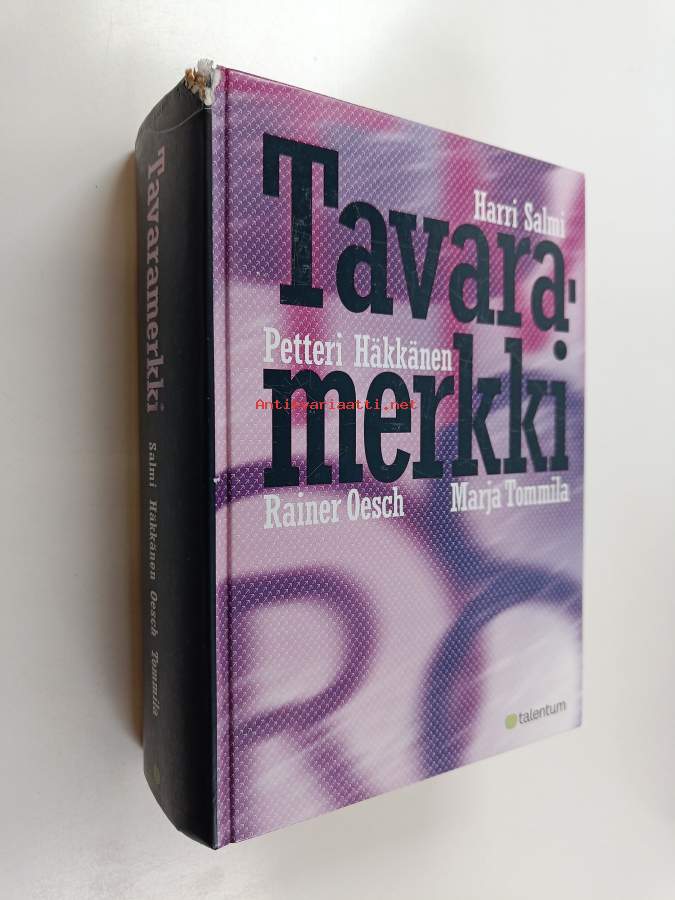 Tavaramerkki
Salmi Häkkänen Oesch Tommila
Harri Salmi
Tavara-
Petteri Häkkänen
merkki
Rainer Oesch
Marja Tommila
talentum
Antikvariaatti.net